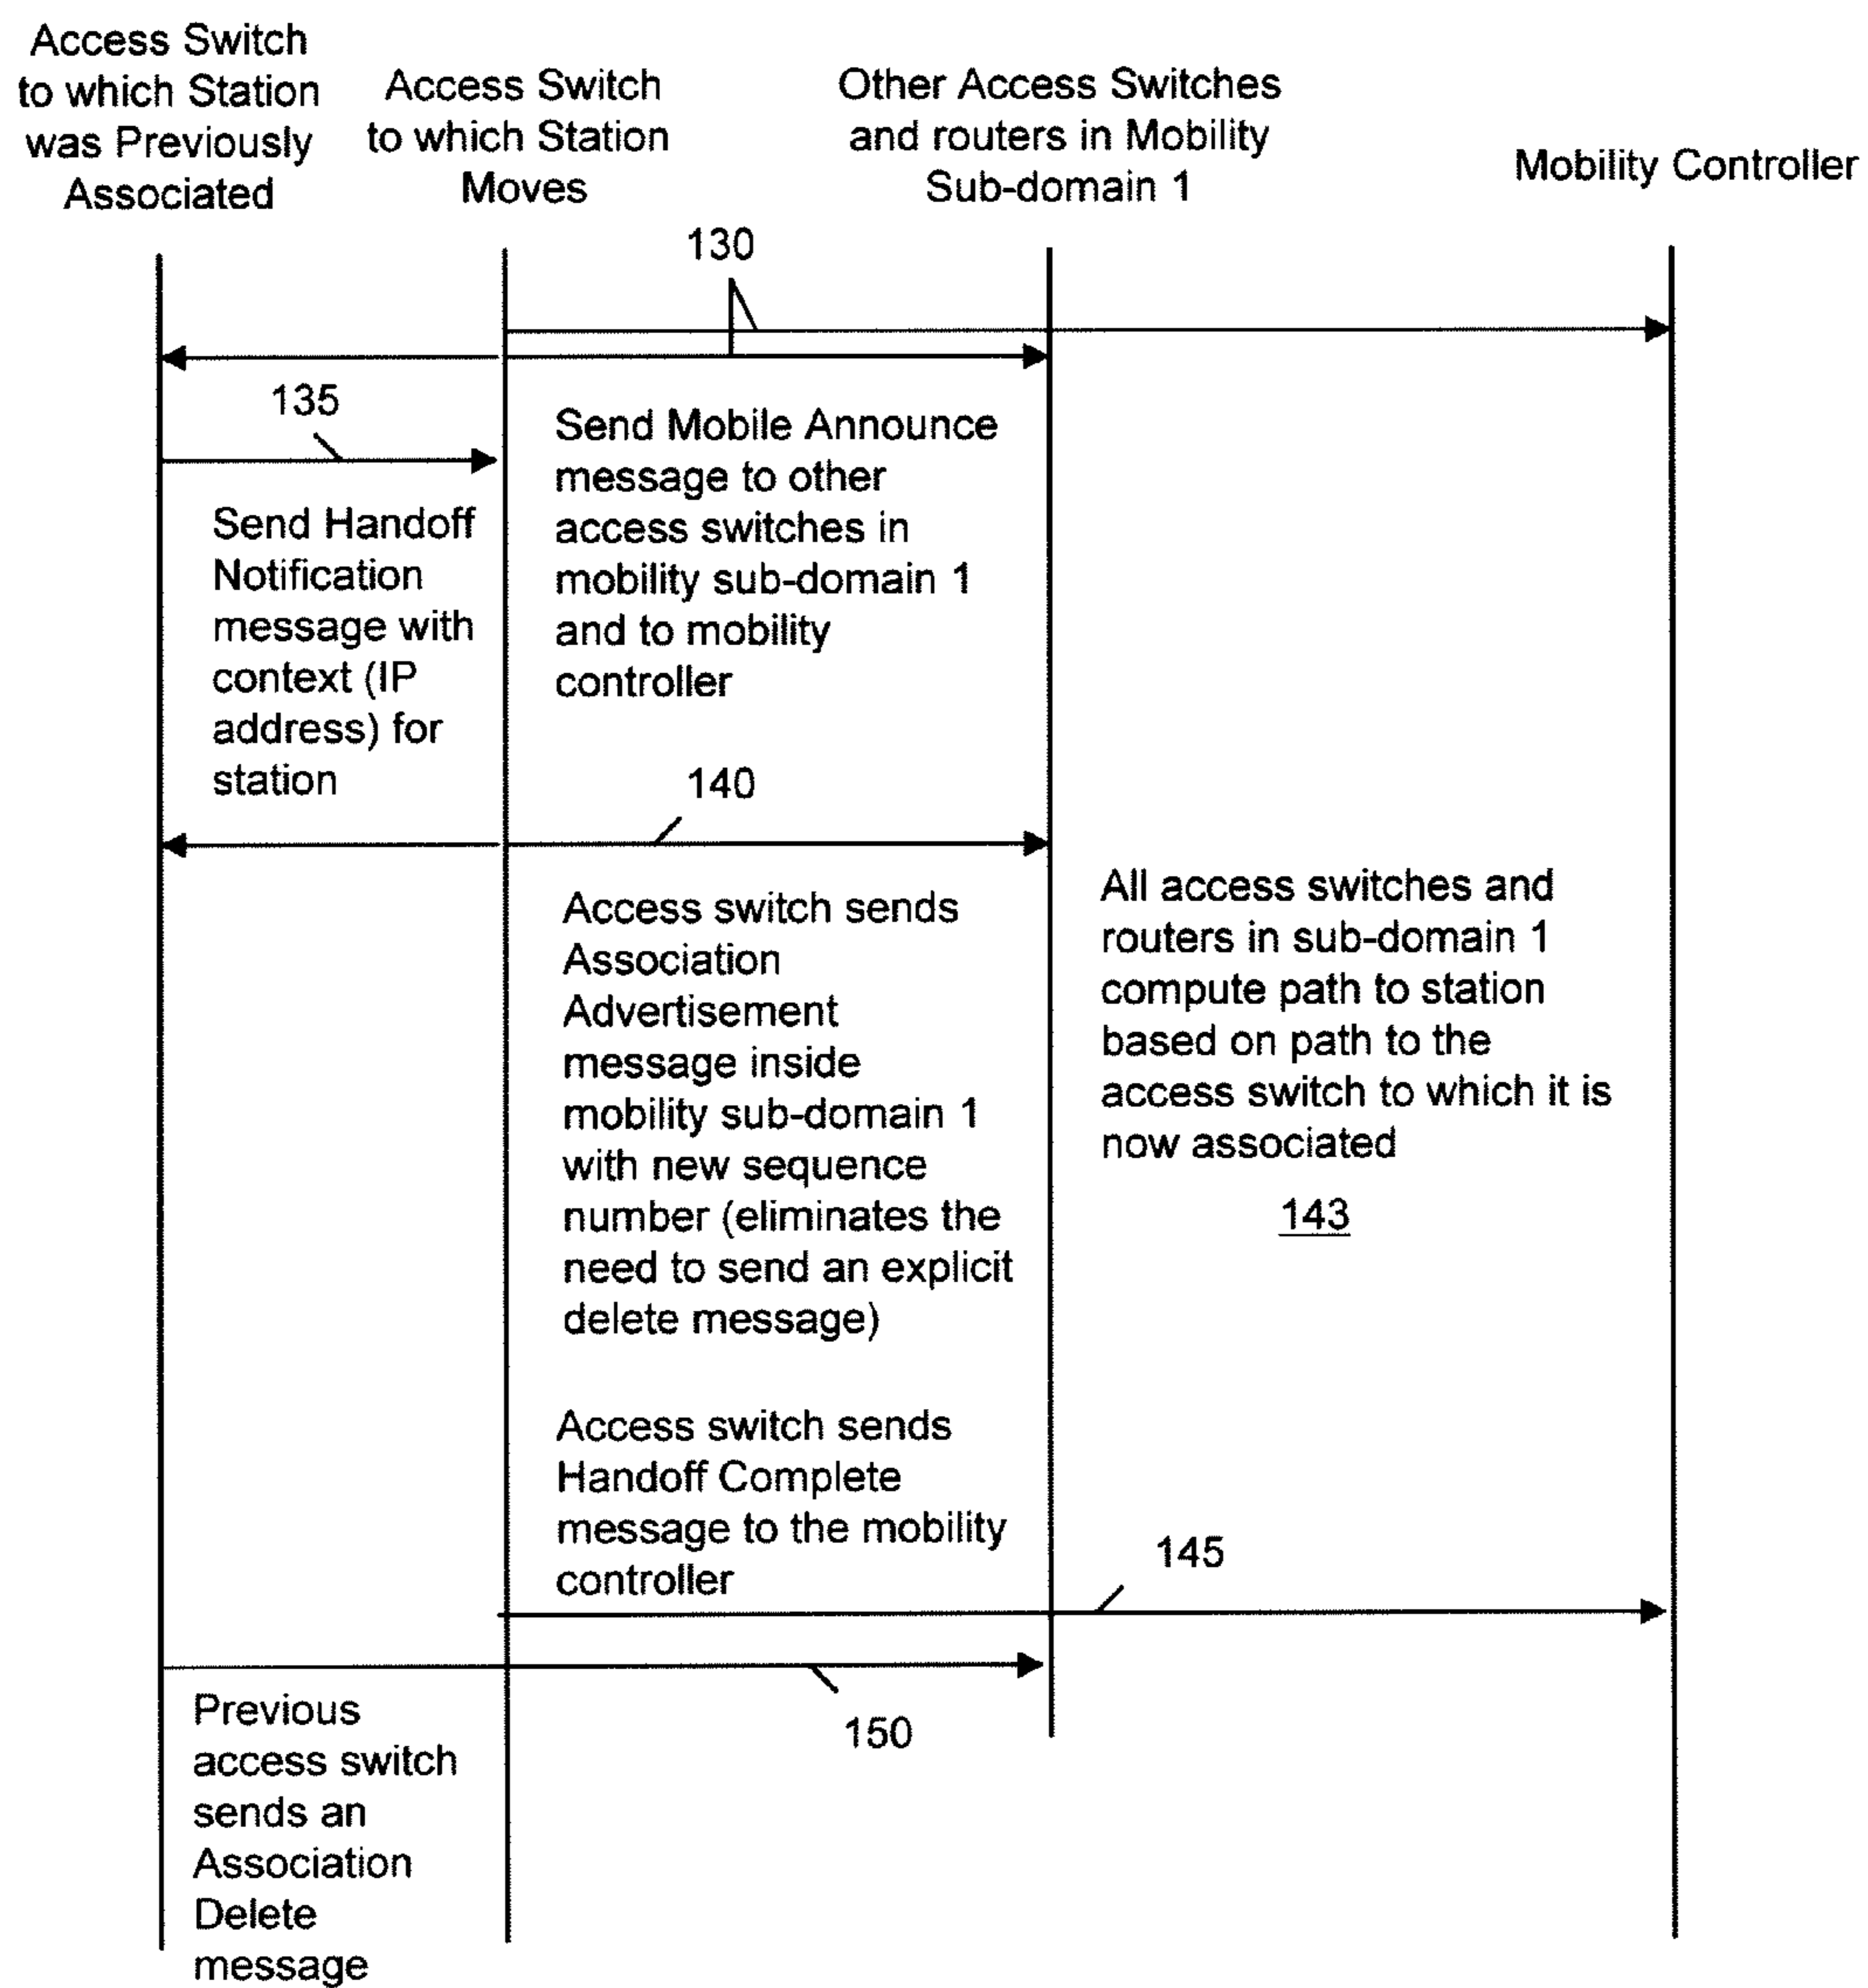 Access Switch
to which Station
was Previously
Associated
Access Switch
to which Station
Moves
Other Access Switches
and routers in Mobility
Sub-domain 1
Mobility Controller
130
135
Send Handoff
Notification
message with
context (IP
address) for
station
Send Mobile Announce
message to other
access switches in
mobility sub-domain 1
and to mobility
controller
140
Access switch sends
Association
Advertisement
message inside
mobility sub-domain 1
with new sequence
number (eliminates the
need to send an explicit
delete message)
All access switches and
routers in sub-domain 1
compute path to station
based on path to the
access switch to which it is
now associated
143
Access switch sends
Handoff Complete
message to the mobility
controller
145
150
Previous
access switch
sends an
Association
Delete
message